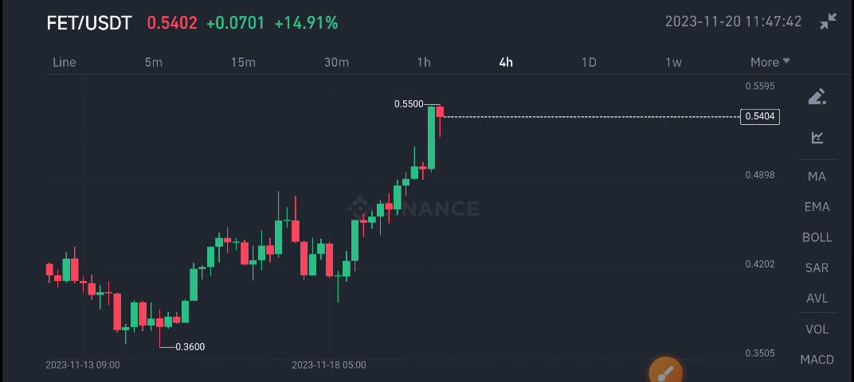 FET/USDT 0.5402 +0.0701 +14.91% 2023-11-20 11:47:42
Line 5m 15m 30m 1h 4h 1D 1w More
0.5595
0.5500
0.5404
0.4898
0.4202
0.3600
0.3505
2023-11-13 09:00 2023-11-18 05:00
BINANCE
MA
EMA
BOLL
SAR
AVL
VOL
MACD